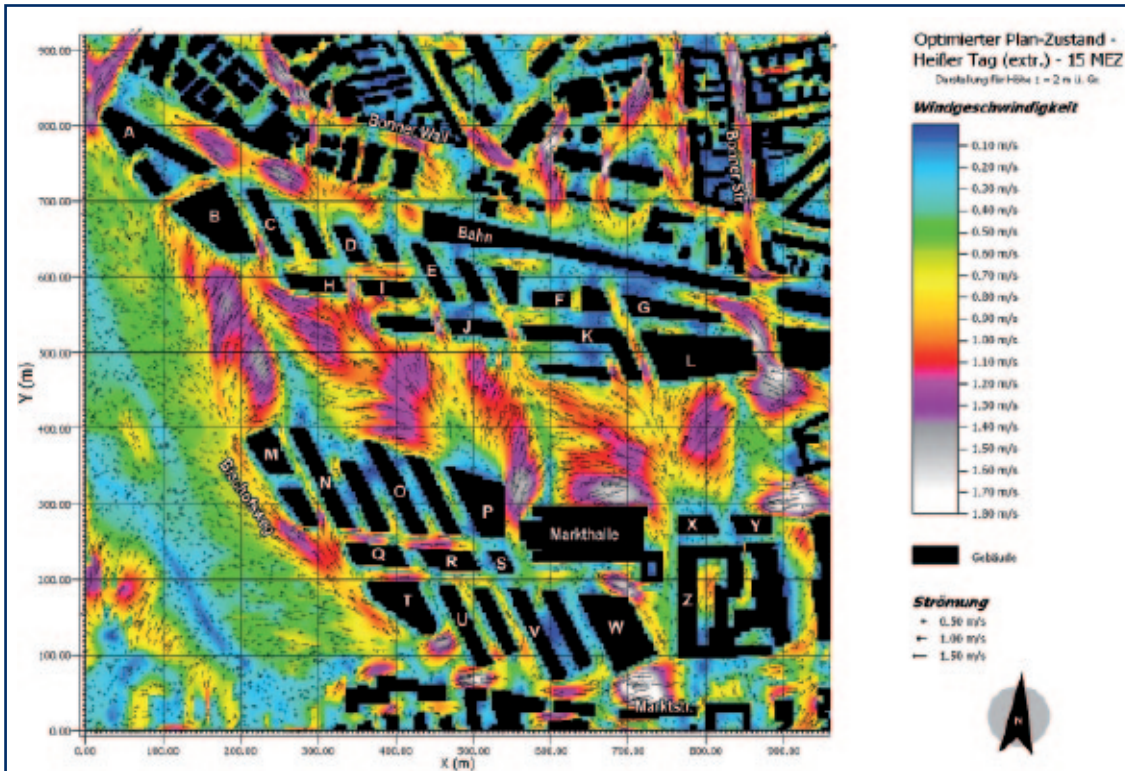 Optimierter Plan-Zustand -
Heißer Tag (extr.) - 15 MEZ
Darstellung für Höhe z = 2 m ü. Gr.
Windgeschwindigkeit
0.10 m/s
0.20 m/s
0.30 m/s
0.40 m/s
0.50 m/s
0.60 m/s
0.70 m/s
0.80 m/s
0.90 m/s
1.00 m/s
1.10 m/s
1.20 m/s
1.30 m/s
1.40 m/s
1.50 m/s
1.60 m/s
1.70 m/s
1.80 m/s
Gebäude
Strömung
0.50 m/s
1.00 m/s
1.50 m/s
N
900.00
800.00
700.00
600.00
500.00
400.00
300.00
200.00
100.00
0.00
Y (m)
0.00 100.00 200.00 300.00 400.00 500.00 600.00 700.00 800.00 900.00
X (m)
A
Bonner Wall
Bonner Str.
B
C
D
Bahn
E
H
I
F
G
J
K
L
M
N
O
P
Bischofsweg
Markthalle
X
Y
Q
R
S
T
U
V
W
Z
Marktstr.